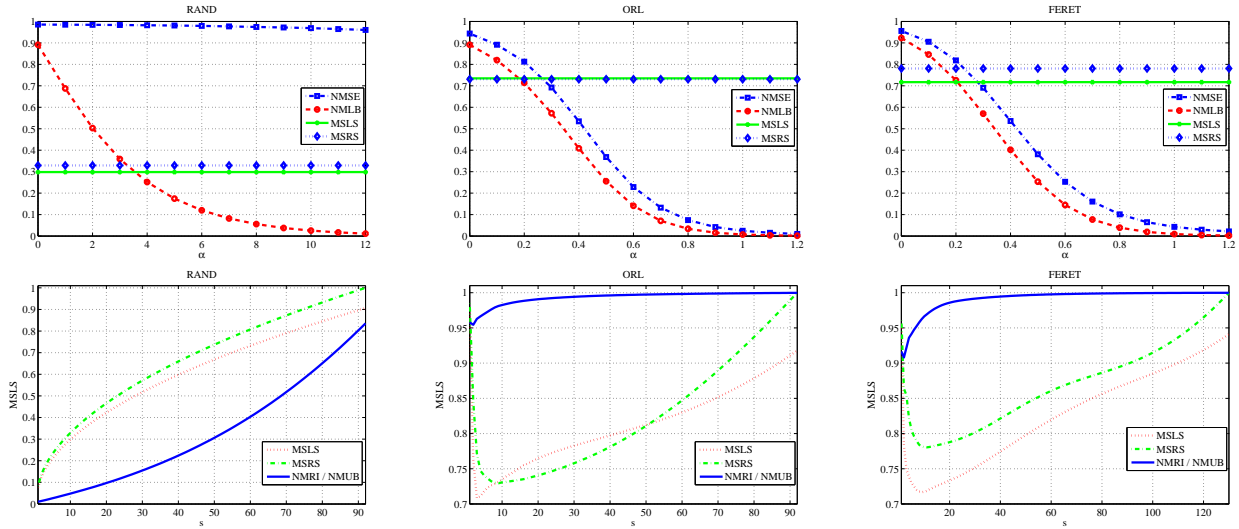 RAND
1
0.9
0.8
0.7
0.6
0.5
0.4
0.3
0.2
0.1
0
0 2 4 6 8 10 12
α
NMSE
NMLB
MSLS
MSRS
ORL
1
0.9
0.8
0.7
0.6
0.5
0.4
0.3
0.2
0.1
0
0 0.2 0.4 0.6 0.8 1.0 1.2
α
NMSE
NMLB
MSLS
MSRS
FERET
1
0.9
0.8
0.7
0.6
0.5
0.4
0.3
0.2
0.1
0
0 0.2 0.4 0.6 0.8 1 1.2
α
NMSE
NMLB
MSLS
MSRS
RAND
MSLS
1
0.9
0.8
0.7
0.6
0.5
0.4
0.3
0.2
0.1
0
10 20 30 40 50 60 70 80 90
s
MSLS
MSRS
NMRI / NMUB
ORL
MSLS
1
0.95
0.9
0.85
0.8
0.75
0.7
10 20 30 40 50 60 70 80 90
s
MSLS
MSRS
NMRI / NMUB
FERET
MSLS
1
0.95
0.9
0.85
0.8
0.75
0.7
20 40 60 80 100 120
s
MSLS
MSRS
NMRI / NMUB